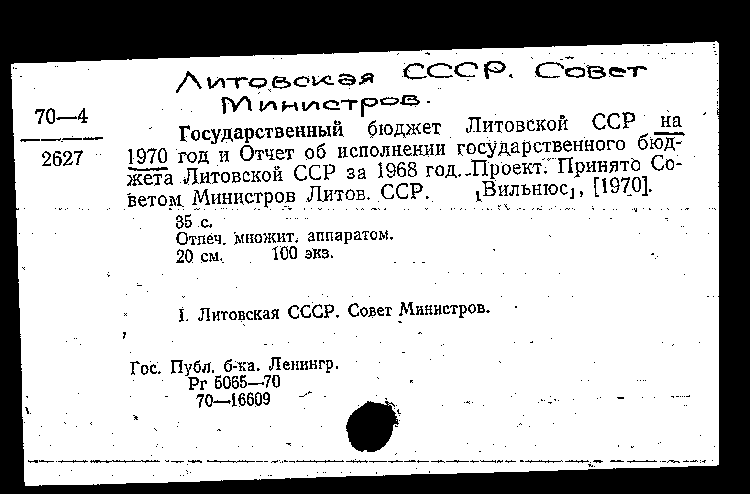 Литовская СССР. Совет
Министров.
70—4
2627
Государственный бюджет Литовской ССР на
1970 год и Отчет об исполнении государственного бюд-
жета Литовской ССР за 1968 год. Проект. Принято Со-
ветом Министров Литов. ССР. [Вильнюс], [1970].
35 с.
Отпеч. множит. аппаратом.
20 см. 100 экз.
I. Литовская СССР. Совет Министров.
Гос. Публ. б-ка. Ленингр.
Рг 5065—70
70—16609